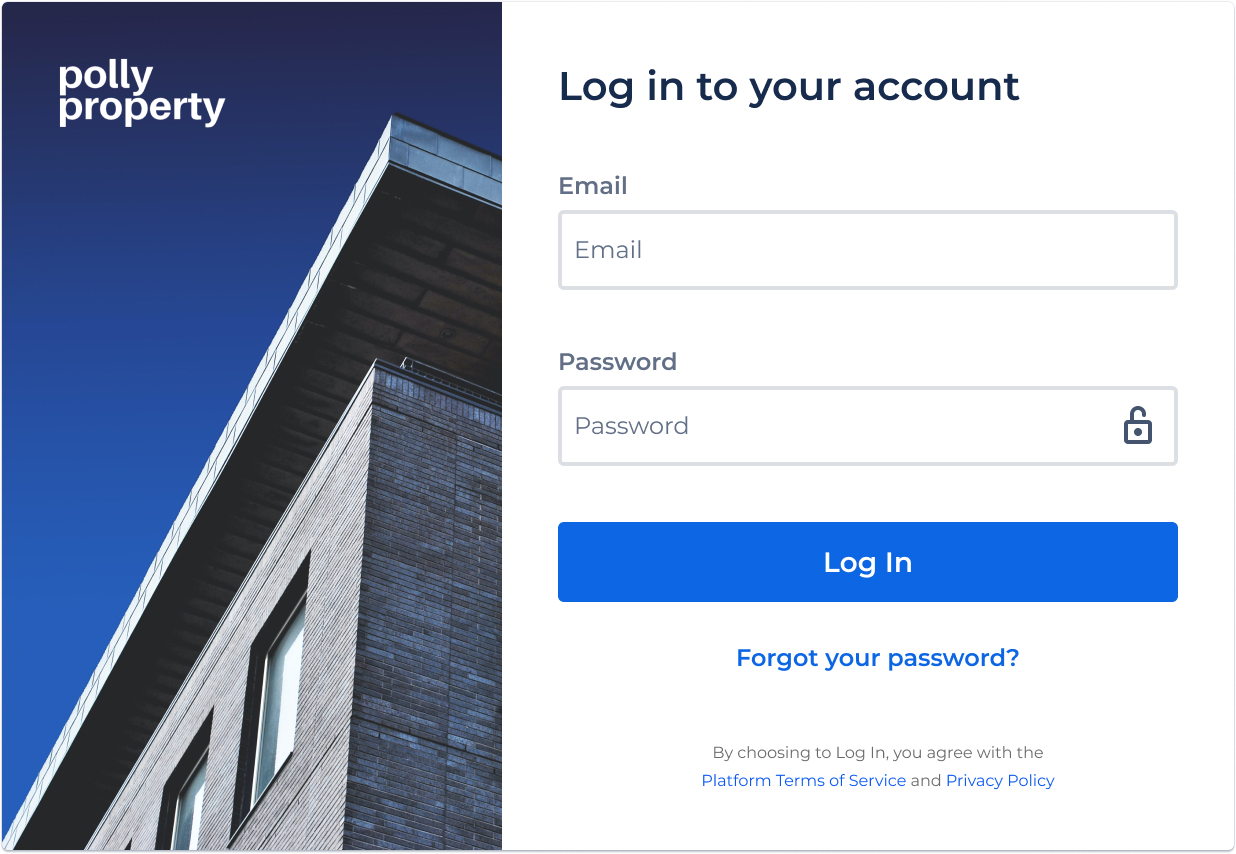 polly
property
Log in to your account
Email
Email
Password
Password
Log In
Forgot your password?
By choosing to Log In, you agree with the
Platform Terms of Service and Privacy Policy